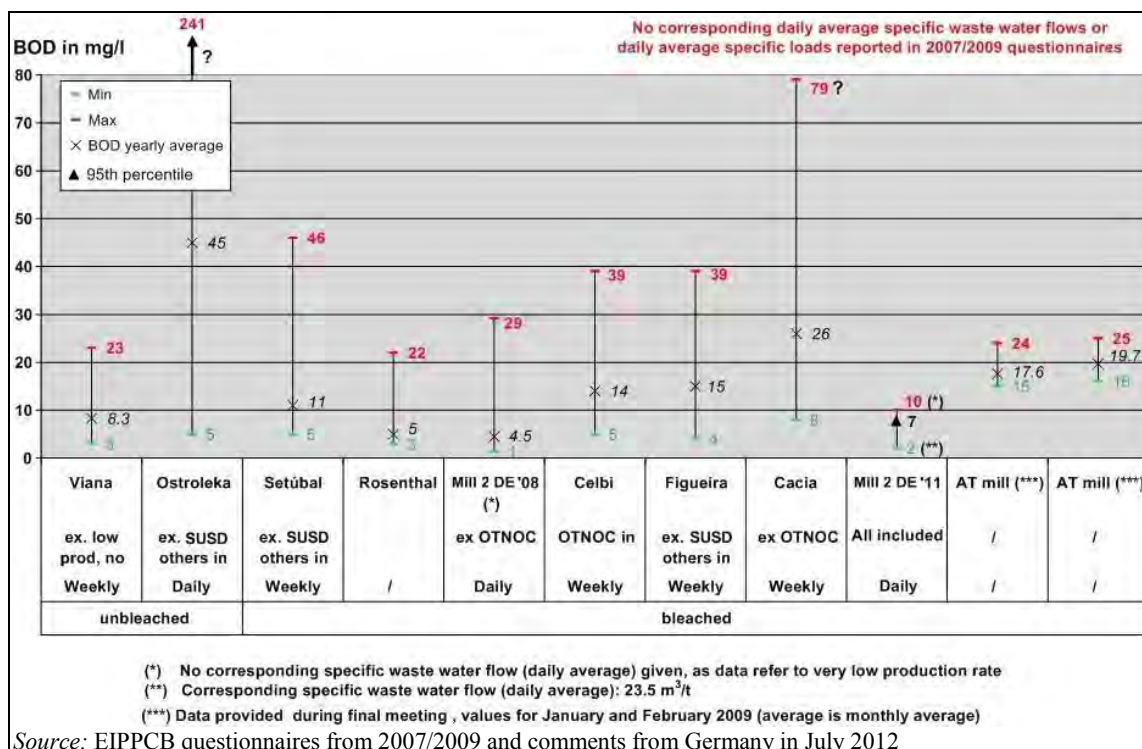 241
No corresponding daily average specific waste water flows or
daily average specific loads reported in 2007/2009 questionnaires
BOD in mg/l
?
80
70
60
50
40
30
20
10
0
Min
Max
BOD yearly average
95th percentile
23
8.3
3
45
5
46
11
5
22
5
3
29
4.5
1
39
14
5
39
15
4
79 ?
26
8
10 (*)
7
2 (**)
24
17.6
15
25
19.7
16
Viana Ostroleka Setúbal Rosenthal Mill 2 DE '08 Celbi Figueira Cacia Mill 2 DE '11 AT mill (***) AT mill (***)
(*)
ex. low ex. SUSD ex. SUSD / ex OTNOC OTNOC in ex. SUSD ex OTNOC All included / /
prod, no others in others in others in
Weekly Daily Weekly / Daily Weekly Weekly Weekly Daily / /
unbleached bleached
(*) No corresponding specific waste water flow (daily average) given, as data refer to very low production rate
(**) Corresponding specific waste water flow (daily average): 23.5 m³/t
(***) Data provided during final meeting , values for January and February 2009 (average is monthly average)
Source: EIPPCB questionnaires from 2007/2009 and comments from Germany in July 2012